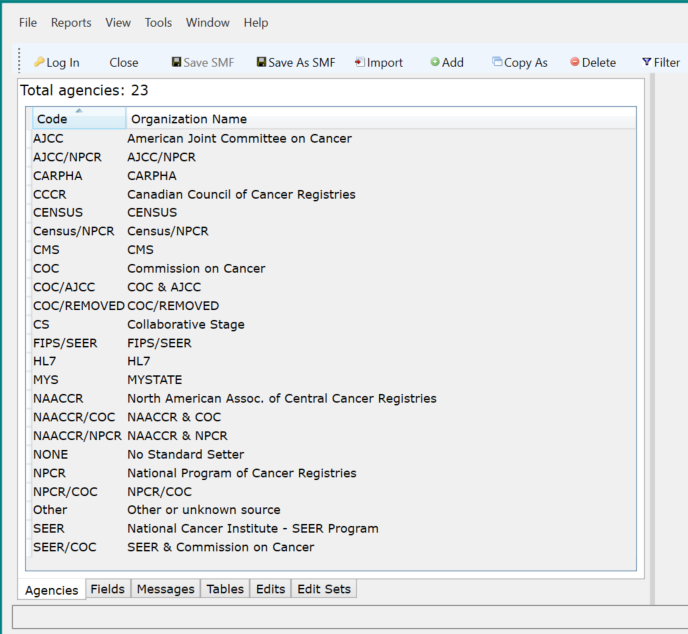 File Reports View Tools Window Help
Log In Close Save SMF Save As SMF Import Add Copy As Delete Filter
Total agencies: 23
Code Organization Name
AJCC American Joint Committee on Cancer
AJCC/NPCR AJCC/NPCR
CARPHA CARPHA
CCCR Canadian Council of Cancer Registries
CENSUS CENSUS
Census/NPCR Census/NPCR
CMS CMS
COC Commission on Cancer
COC/AJCC COC & AJCC
COC/REMOVED COC/REMOVED
CS Collaborative Stage
FIPS/SEER FIPS/SEER
HL7 HL7
MYS MYSTATE
NAACCR North American Assoc. of Central Cancer Registries
NAACCR/COC NAACCR & COC
NAACCR/NPCR NAACCR & NPCR
NONE No Standard Setter
NPCR National Program of Cancer Registries
NPCR/COC NPCR/COC
Other Other or unknown source
SEER National Cancer Institute - SEER Program
SEER/COC SEER & Commission on Cancer
Agencies Fields Messages Tables Edits Edit Sets